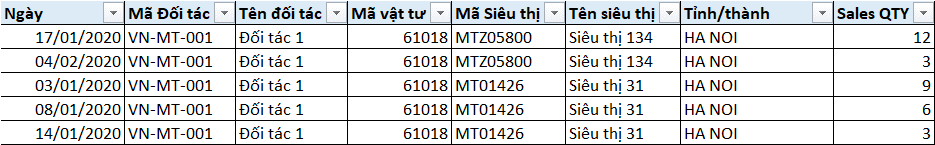 Ngày Mã Đối tác Tên đối tác Mã vật tư Mã Siêu thị Tên siêu thị Tỉnh/thành Sales QTY
17/01/2020 VN-MT-001 Đối tác 1 61018 MTZ05800 Siêu thị 134 HA NOI 12
04/02/2020 VN-MT-001 Đối tác 1 61018 MTZ05800 Siêu thị 134 HA NOI 3
03/01/2020 VN-MT-001 Đối tác 1 61018 MT01426 Siêu thị 31 HA NOI 9
08/01/2020 VN-MT-001 Đối tác 1 61018 MT01426 Siêu thị 31 HA NOI 6
14/01/2020 VN-MT-001 Đối tác 1 61018 MT01426 Siêu thị 31 HA NOI 3